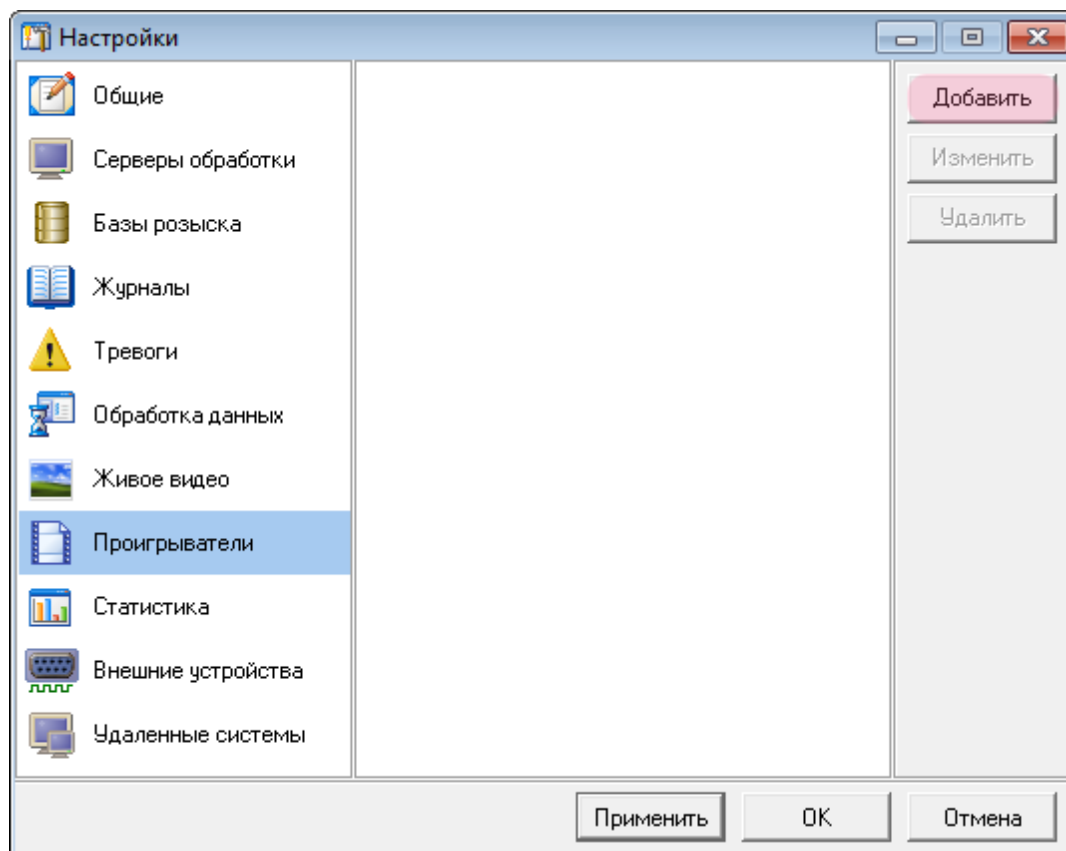 Настройки
Общие
Серверы обработки
Базы розыска
Журналы
Тревоги
Обработка данных
Живое видео
Проигрыватели
Статистика
Внешние устройства
Удаленные системы
Добавить
Изменить
Удалить
Применить
OK
Отмена